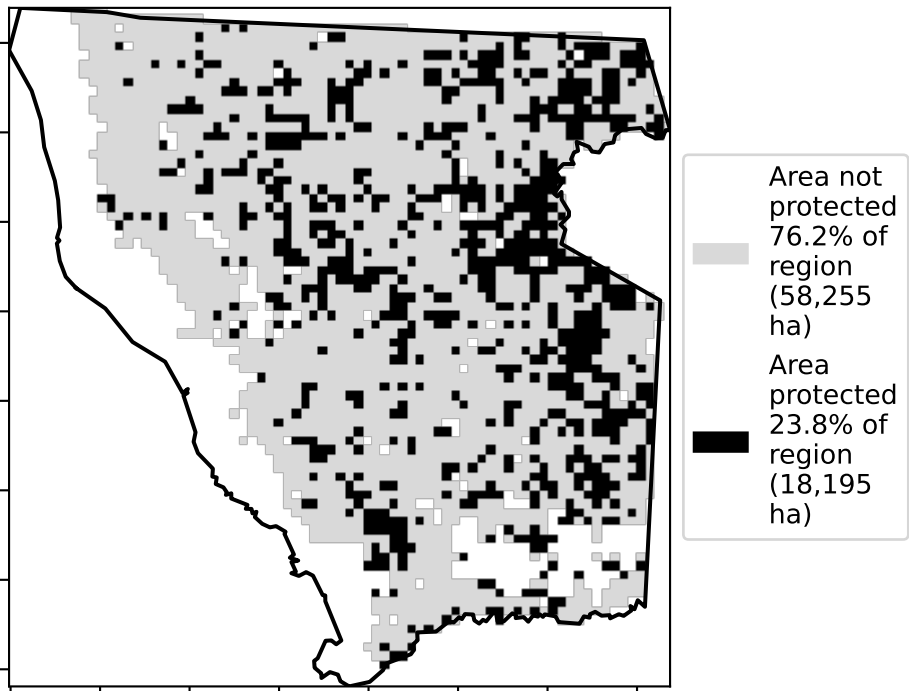 Area not
protected
76.2% of
region
(58,255
ha)
Area
protected
23.8% of
region
(18,195
ha)